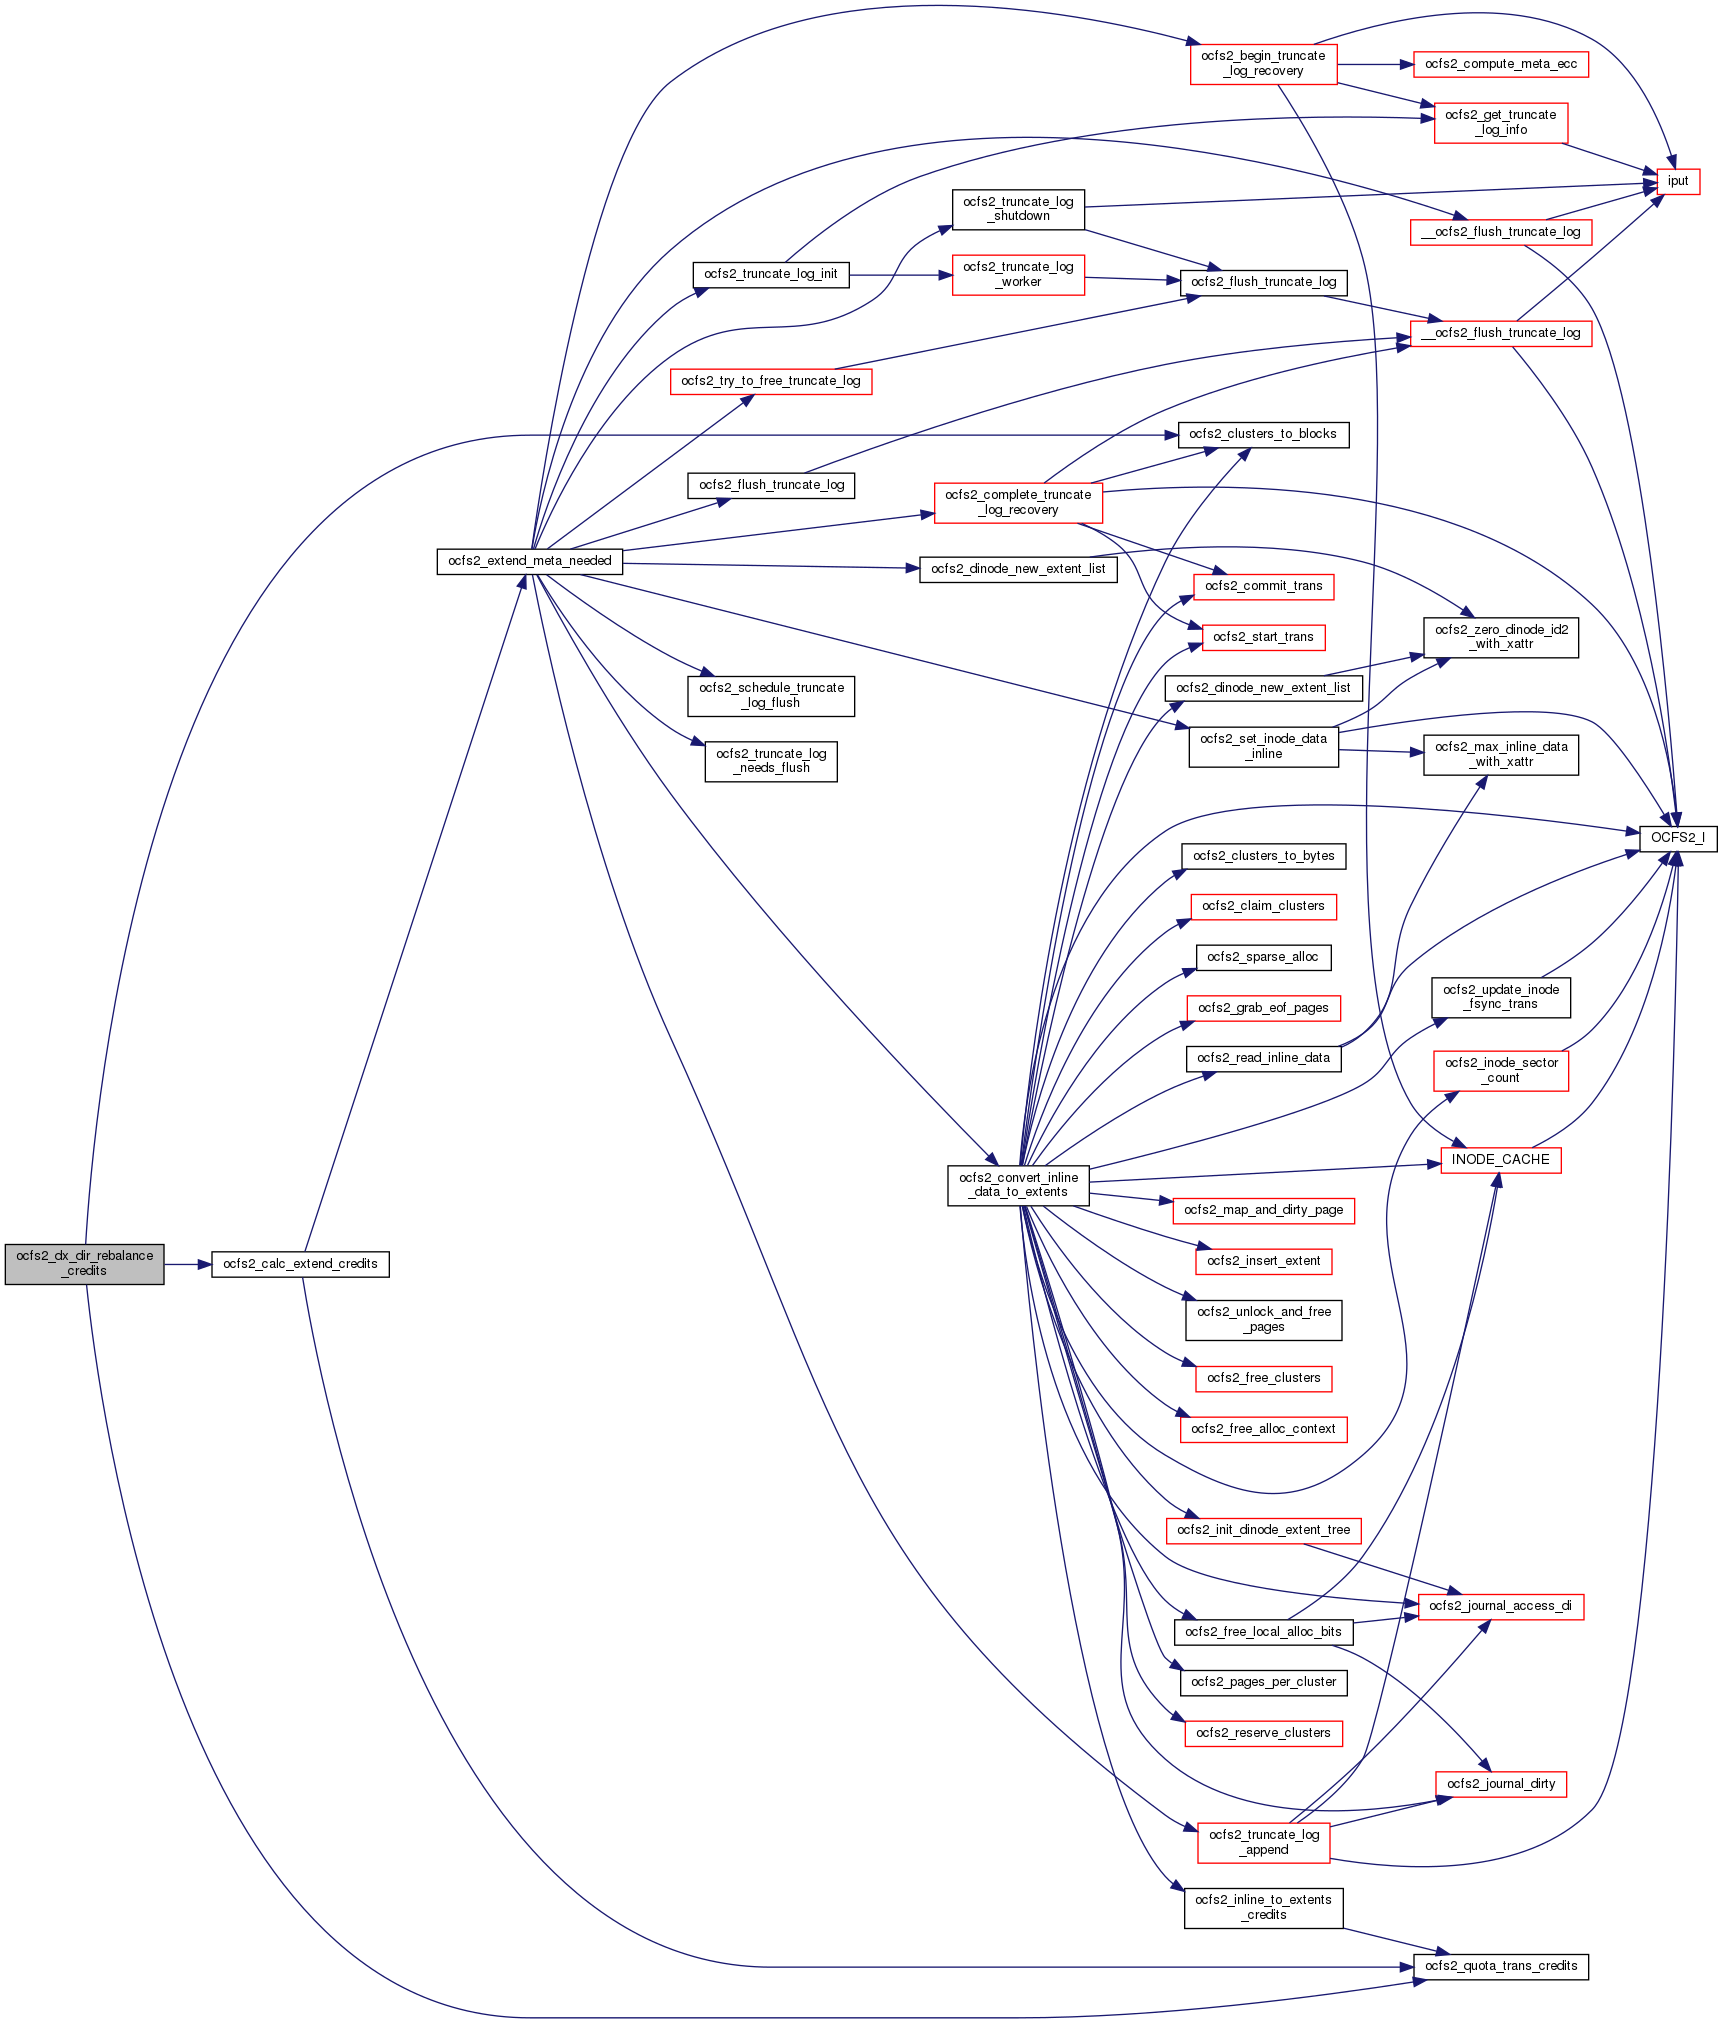 ocfs2_begin_truncate
_log_recovery
ocfs2_compute_meta_ecc
ocfs2_get_truncate
_log_info
iput
ocfs2_truncate_log
_shutdown
__ocfs2_flush_truncate_log
ocfs2_truncate_log_init
ocfs2_truncate_log
_worker
ocfs2_flush_truncate_log
__ocfs2_flush_truncate_log
ocfs2_try_to_free_truncate_log
ocfs2_clusters_to_blocks
ocfs2_flush_truncate_log
ocfs2_complete_truncate
_log_recovery
ocfs2_extend_meta_needed
ocfs2_dinode_new_extent_list
ocfs2_commit_trans
ocfs2_start_trans
ocfs2_zero_dinode_id2
_with_xattr
ocfs2_schedule_truncate
_log_flush
ocfs2_dinode_new_extent_list
ocfs2_truncate_log
_needs_flush
ocfs2_set_inode_data
_inline
ocfs2_max_inline_data
_with_xattr
OCFS2_I
ocfs2_clusters_to_bytes
ocfs2_claim_clusters
ocfs2_sparse_alloc
ocfs2_grab_eof_pages
ocfs2_update_inode
_fsync_trans
ocfs2_read_inline_data
ocfs2_inode_sector
_count
INODE_CACHE
ocfs2_convert_inline
_data_to_extents
ocfs2_map_and_dirty_page
ocfs2_dx_dir_rebalance
_credits
ocfs2_calc_extend_credits
ocfs2_insert_extent
ocfs2_unlock_and_free
_pages
ocfs2_free_clusters
ocfs2_free_alloc_context
ocfs2_init_dinode_extent_tree
ocfs2_journal_access_di
ocfs2_free_local_alloc_bits
ocfs2_pages_per_cluster
ocfs2_reserve_clusters
ocfs2_journal_dirty
ocfs2_truncate_log
_append
ocfs2_inline_to_extents
_credits
ocfs2_quota_trans_credits